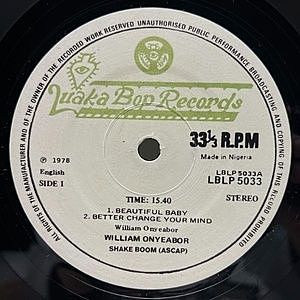 ALL RIGHTS OF THE MANUFACTURER AND OF THE OWNER OF THE RECORDED WORK RESERVED UNAUTHORISED PUBLIC PERFORMANCE BROADCASTING AND COPYING OF THIS RECORD PROHIBITED
Luaka Bop Records
33⅓ R.P.M
Made in Nigeria
℗ 1978
English
SIDE I
LBLP 5033A
LBLP 5033
STEREO
TIME: 15.40
1. BEAUTIFUL BABY
2. BETTER CHANGE YOUR MIND
William Onyeabor
WILLIAM ONYEABOR
SHAKE BOOM (ASCAP)